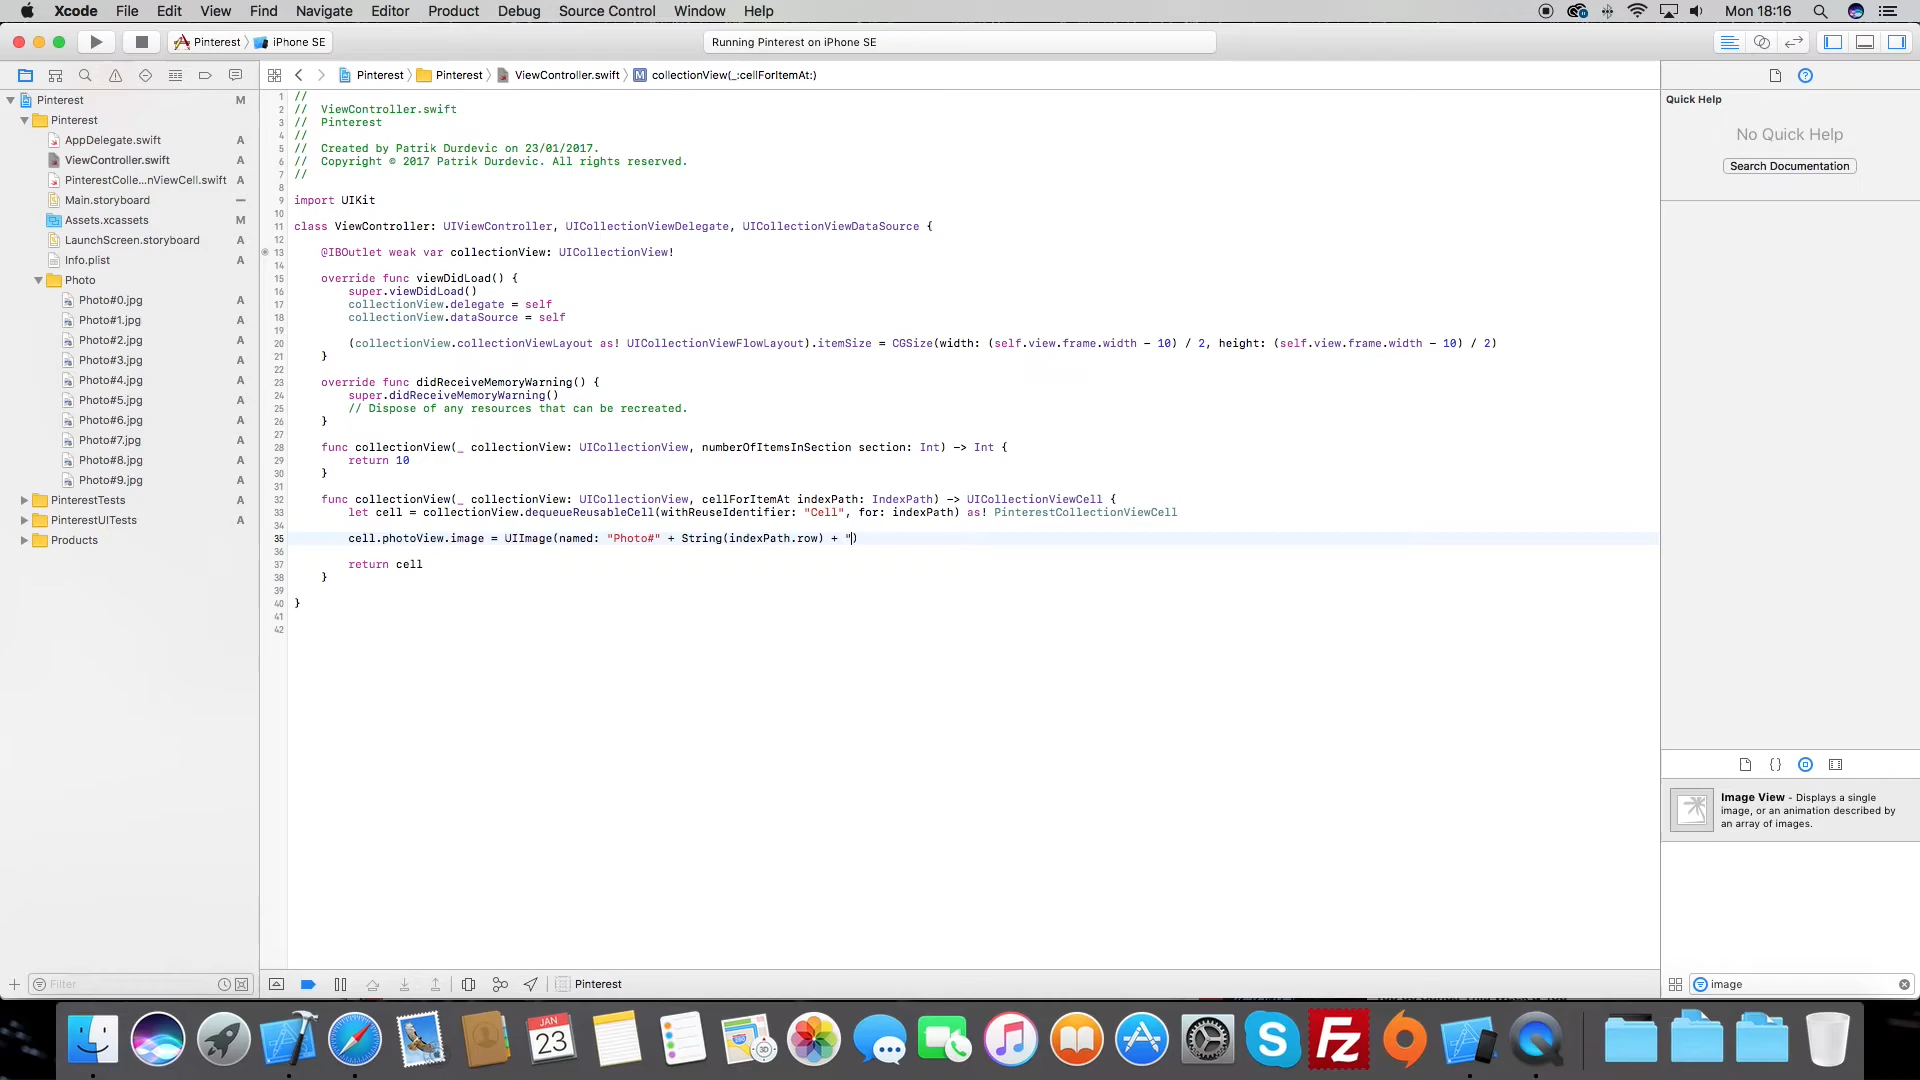 Xcode File Edit View Find Navigate Editor Product Debug Source Control Window Help Mon 18:16
Pinterest iPhone SE Running Pinterest on iPhone SE
Pinterest Pinterest ViewController.swift M collectionView(_:cellForItemAt:)
Pinterest M
Pinterest
AppDelegate.swift A
ViewController.swift A
PinterestColle...nViewCell.swift A
Main.storyboard
Assets.xcassets M
LaunchScreen.storyboard A
Info.plist A
Photo
Photo#0.jpg A
Photo#1.jpg A
Photo#2.jpg A
Photo#3.jpg A
Photo#4.jpg A
Photo#5.jpg A
Photo#6.jpg A
Photo#7.jpg A
Photo#8.jpg A
Photo#9.jpg A
PinterestTests A
PinterestUITests A
Products
Filter
1 //
2 // ViewController.swift
3 // Pinterest
4 //
5 // Created by Patrik Durdevic on 23/01/2017.
6 // Copyright © 2017 Patrik Durdevic. All rights reserved.
7 //
8
9 import UIKit
10
11 class ViewController: UIViewController, UICollectionViewDelegate, UICollectionViewDataSource {
12
13 @IBOutlet weak var collectionView: UICollectionView!
14
15 override func viewDidLoad() {
16 super.viewDidLoad()
17 collectionView.delegate = self
18 collectionView.dataSource = self
19
20 (collectionView.collectionViewLayout as! UICollectionViewFlowLayout).itemSize = CGSize(width: (self.view.frame.width - 10) / 2, height: (self.view.frame.width - 10) / 2)
21 }
22
23 override func didReceiveMemoryWarning() {
24 super.didReceiveMemoryWarning()
25 // Dispose of any resources that can be recreated.
26 }
27
28 func collectionView(_ collectionView: UICollectionView, numberOfItemsInSection section: Int) -> Int {
29 return 10
30 }
31
32 func collectionView(_ collectionView: UICollectionView, cellForItemAt indexPath: IndexPath) -> UICollectionViewCell {
33 let cell = collectionView.dequeueReusableCell(withReuseIdentifier: "Cell", for: indexPath) as! PinterestCollectionViewCell
34
35 cell.photoView.image = UIImage(named: "Photo#" + String(indexPath.row) + ")
36
37 return cell
38 }
39
40 }
41
42
Pinterest
Quick Help
No Quick Help
Search Documentation
Image View - Displays a single
image, or an animation described by
an array of images.
image
JAN
23
3D
S
Fz